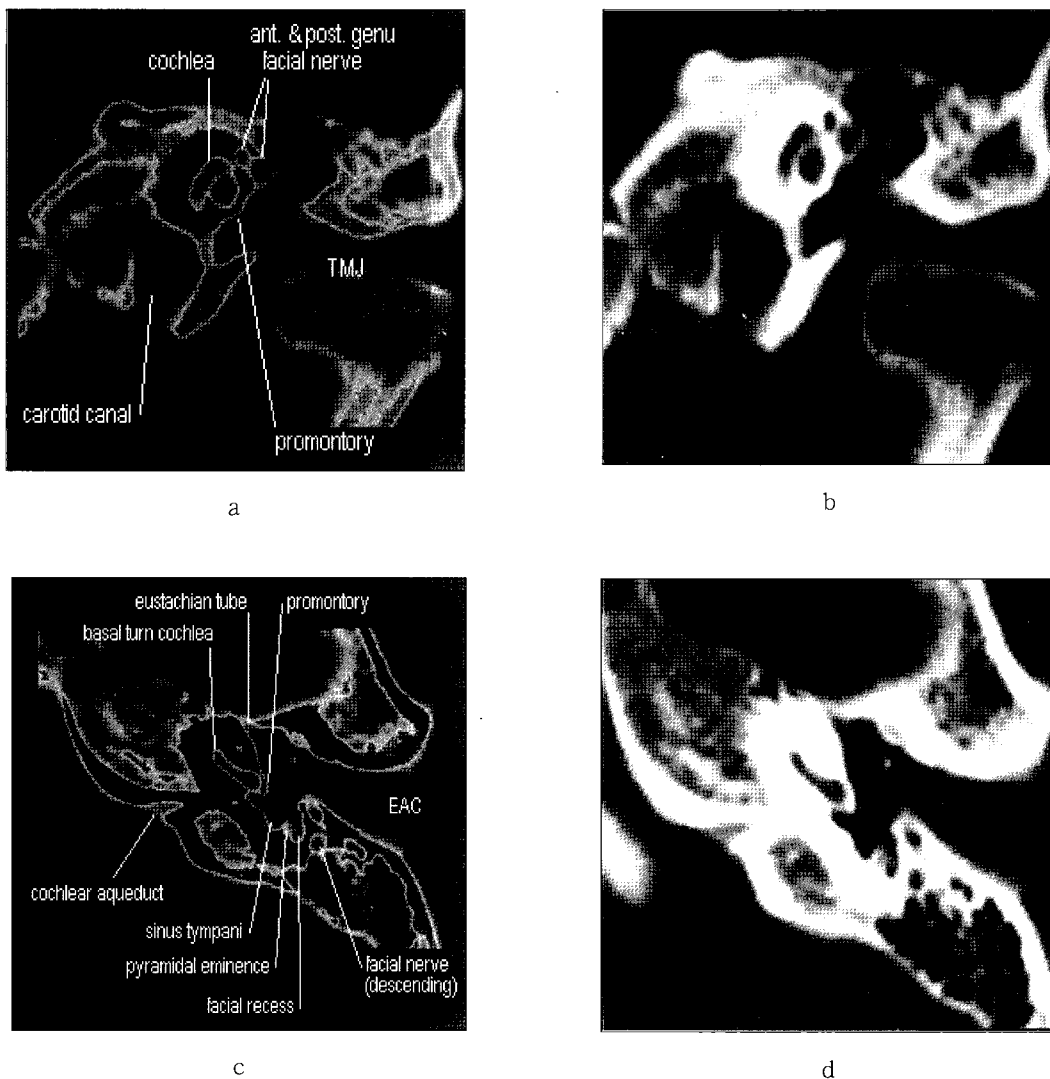 ant. & post. genu
cochlea facial nerve
TMJ
carotid canal
promontory
a
b
eustachian tube promontory
basal turn cochlea
EAC
cochlear aqueduct
sinus tympani
pyramidal eminence
facial nerve
(descending)
facial recess
c
d